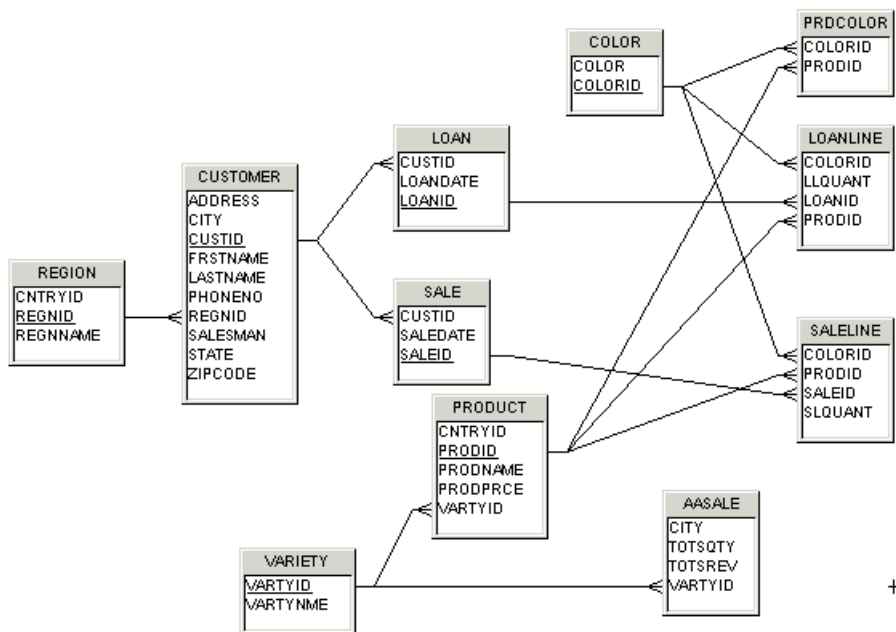 PRDCOLOR
COLORID
PRODID
COLOR
COLOR
COLORID
LOAN
CUSTID
LOANDATE
LOANID
LOANLINE
COLORID
LLQUANT
LOANID
PRODID
CUSTOMER
ADDRESS
CITY
CUSTID
FRSTNAME
LASTNAME
PHONENO
REGNID
SALESMAN
STATE
ZIPCODE
REGION
CNTRYID
REGNID
REGNNAME
SALE
CUSTID
SALEDATE
SALEID
SALELINE
COLORID
PRODID
SALEID
SLQUANT
PRODUCT
CNTRYID
PRODID
PRODNAME
PRODPRCE
VARTYID
AASALE
CITY
TOTSQTY
TOTSREV
VARTYID
VARIETY
VARTYID
VARTYNME